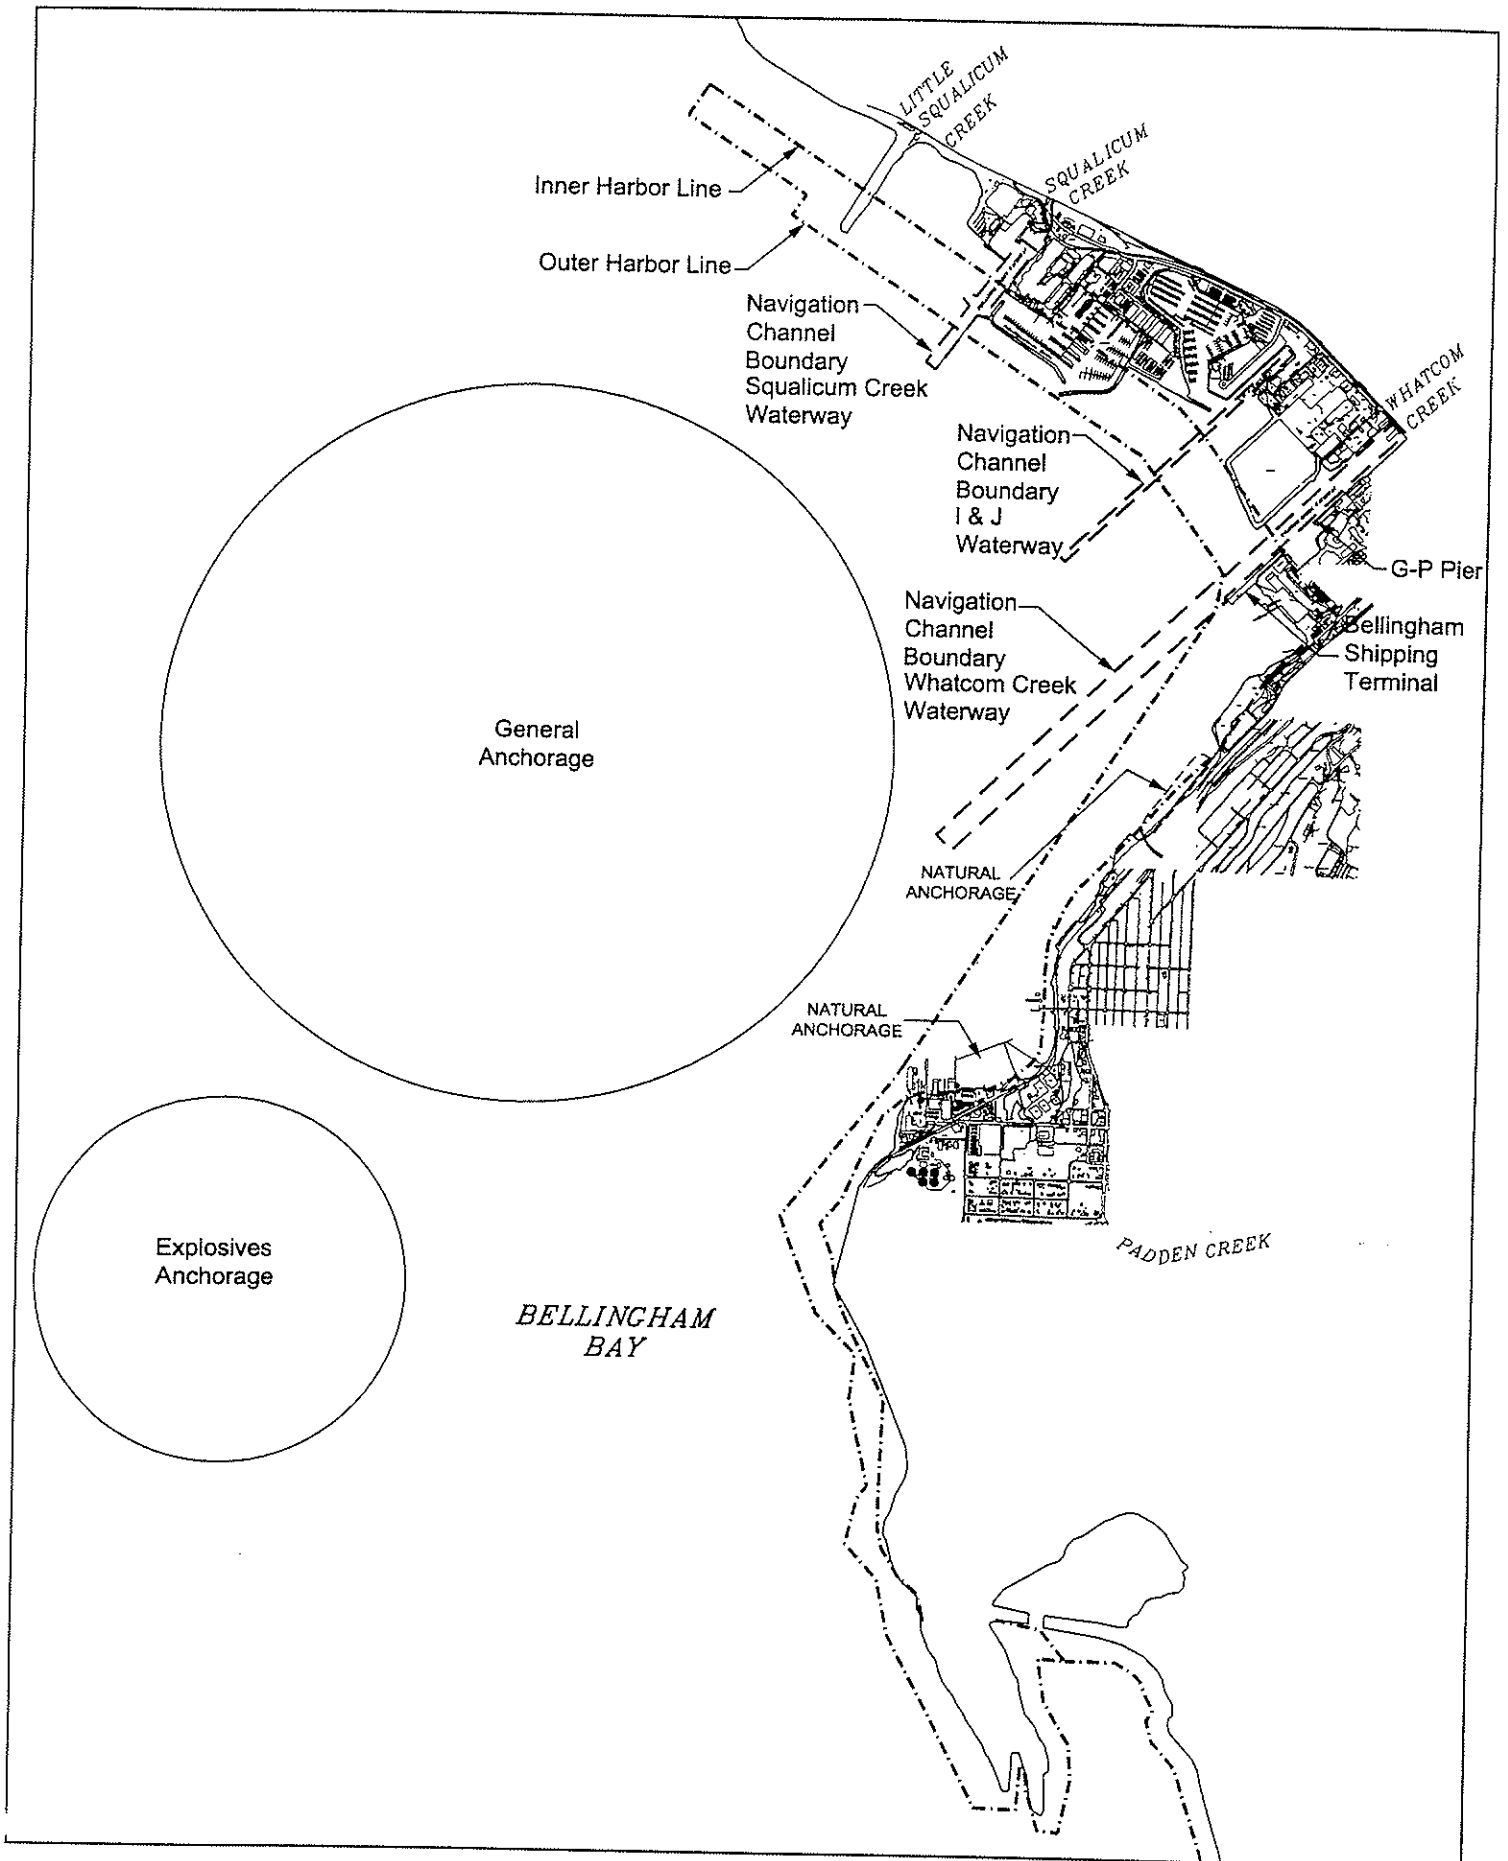 LITTLE
SQUALICUM
CREEK
SQUALICUM
CREEK
Inner Harbor Line
Outer Harbor Line
Navigation
Channel
Boundary
Squalicum Creek
Waterway
WHATCOM
CREEK
Navigation
Channel
Boundary
I & J
Waterway
G-P Pier
Navigation
Channel
Boundary
Whatcom Creek
Waterway
Bellingham
Shipping
Terminal
General
Anchorage
NATURAL
ANCHORAGE
NATURAL
ANCHORAGE
Explosives
Anchorage
PADDEN CREEK
BELLINGHAM
BAY